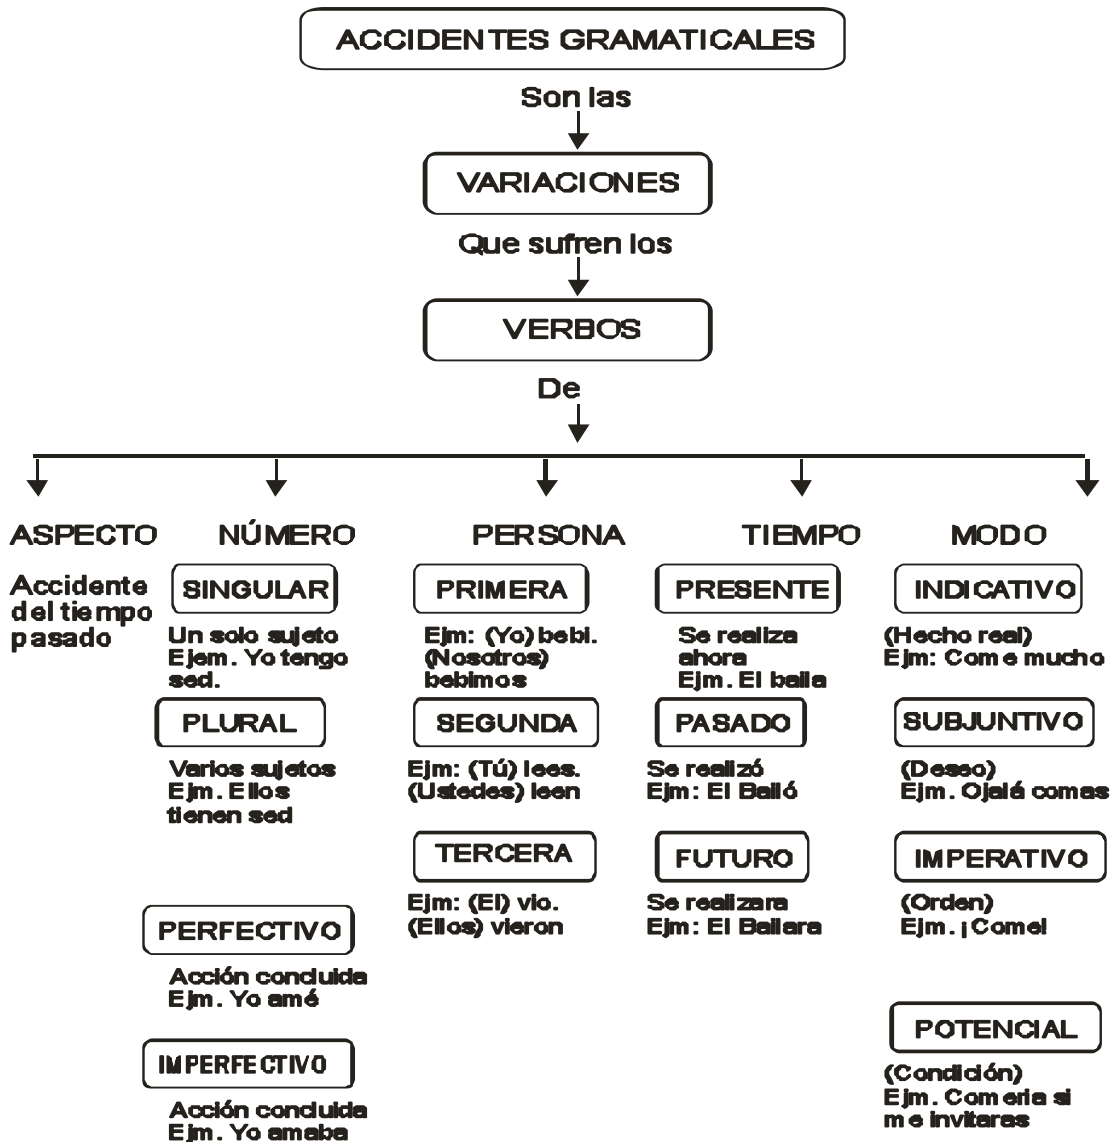 ACCIDENTES GRAMATICALES
Son las
VARIACIONES
Que sufren los
VERBOS
De
ASPECTO
Accidente
del tiempo
pasado
NÚMERO
SINGULAR
Un solo sujeto
Ejem. Yo tengo
sed.
PLURAL
Varios sujetos
Ejm. Ellos
tienen sed
PERFECTIVO
Acción concluida
Ejm. Yo amé
IMPERFECTIVO
Acción concluida
Ejm. Yo amaba
PERSONA
PRIMERA
Ejm: (Yo) bebi.
(Nosotros)
bebimos
SEGUNDA
Ejm: (Tú) lees.
(Ustedes) leen
TERCERA
Ejm: (El) vio.
(Ellos) vieron
TIEMPO
PRESENTE
Se realiza
ahora
Ejm. El baila
PASADO
Se realizó
Ejm: El Bailó
FUTURO
Se realizara
Ejm: El Bailara
MODO
INDICATIVO
(Hecho real)
Ejm: Come mucho
SUBJUNTIVO
(Deseo)
Ejm. Ojalá comas
IMPERATIVO
(Orden)
Ejm. ¡Come!
POTENCIAL
(Condición)
Ejm. Comeria si
me invitaras